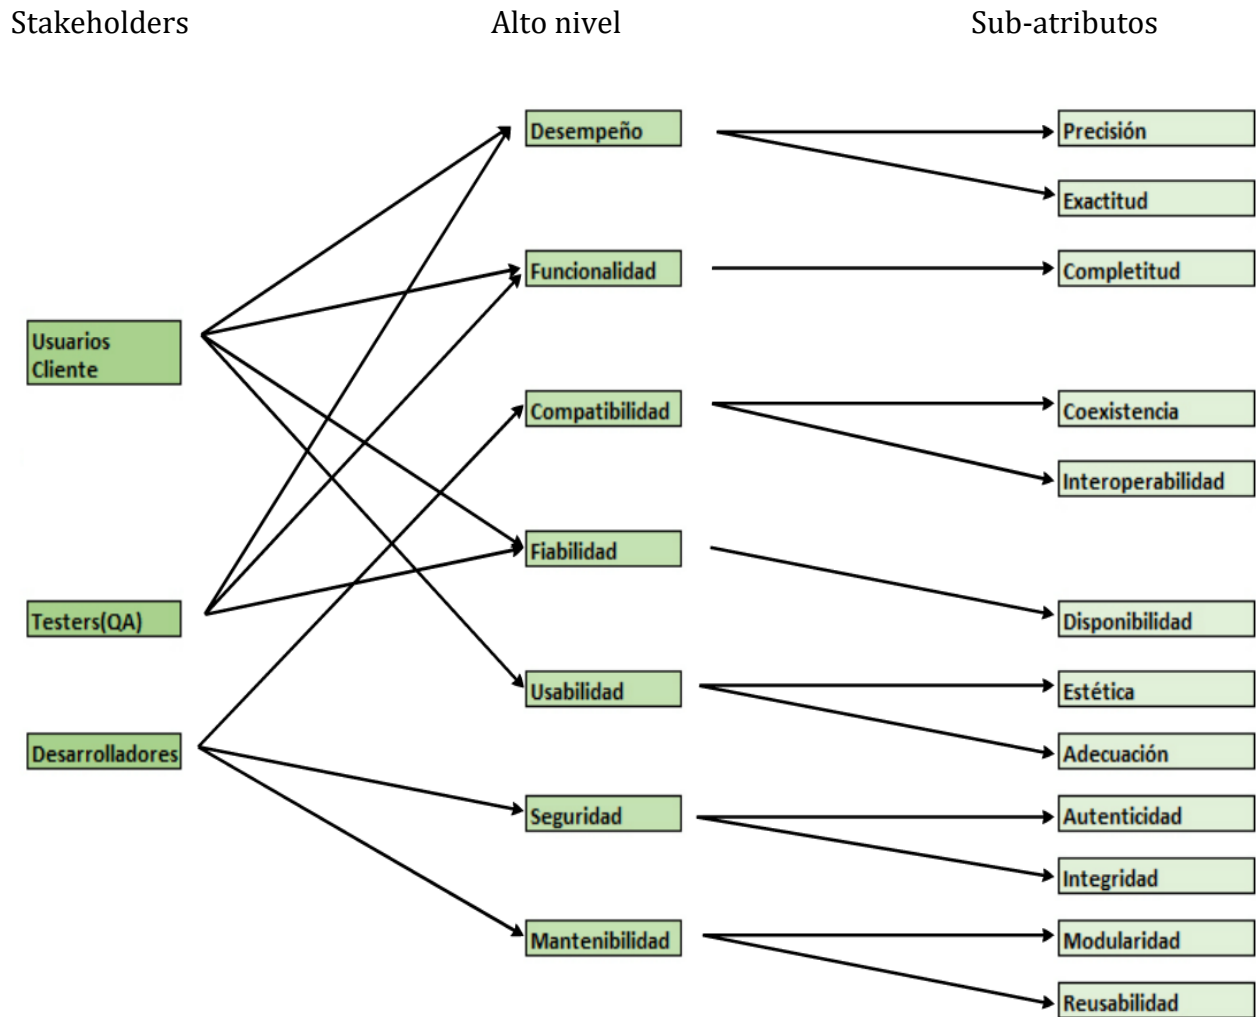 Stakeholders
Alto nivel
Sub-atributos
Desempeño
Precisión
Exactitud
Funcionalidad
Completitud
Usuarios
Cliente
Compatibilidad
Coexistencia
Interoperabilidad
Fiabilidad
Testers(QA)
Disponibilidad
Usabilidad
Estética
Desarrolladores
Adecuación
Seguridad
Autenticidad
Integridad
Mantenibilidad
Modularidad
Reusabilidad